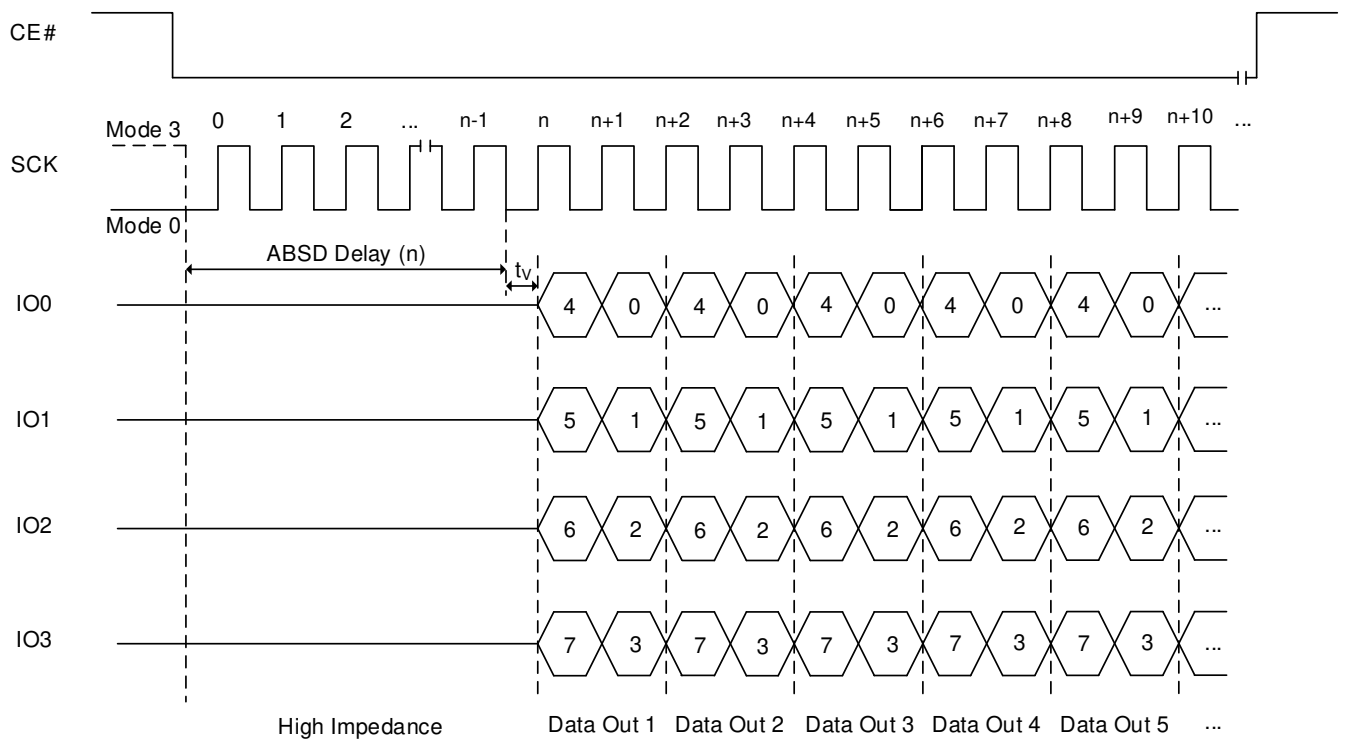 CE#
Mode 3 0 1 2 ... n-1 n n+1 n+2 n+3 n+4 n+5 n+6 n+7 n+8 n+9 n+10 ...
SCK
Mode 0
ABSD Delay (n)
tV
IO0 4 0 4 0 4 0 4 0 4 0 ...
IO1 5 1 5 1 5 1 5 1 5 1 ...
IO2 6 2 6 2 6 2 6 2 6 2 ...
IO3 7 3 7 3 7 3 7 3 7 3 ...
High Impedance Data Out 1 Data Out 2 Data Out 3 Data Out 4 Data Out 5 ...